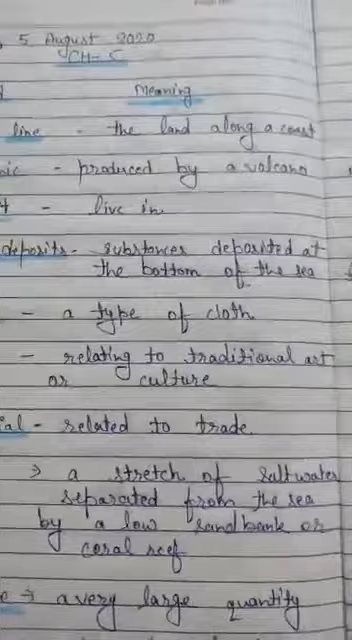 5 August 2020
CH-5
Meaning
line - the land along a coast
ic - produced by a volcano
t - live in
deposits - substances deposited at
the bottom of the sea
- a type of cloth
- relating to traditional art
or culture
ial - related to trade.
⇒ a stretch of saltwater
separated from the sea
by a low sandbank or
coral reef
⇒ a very large quantity